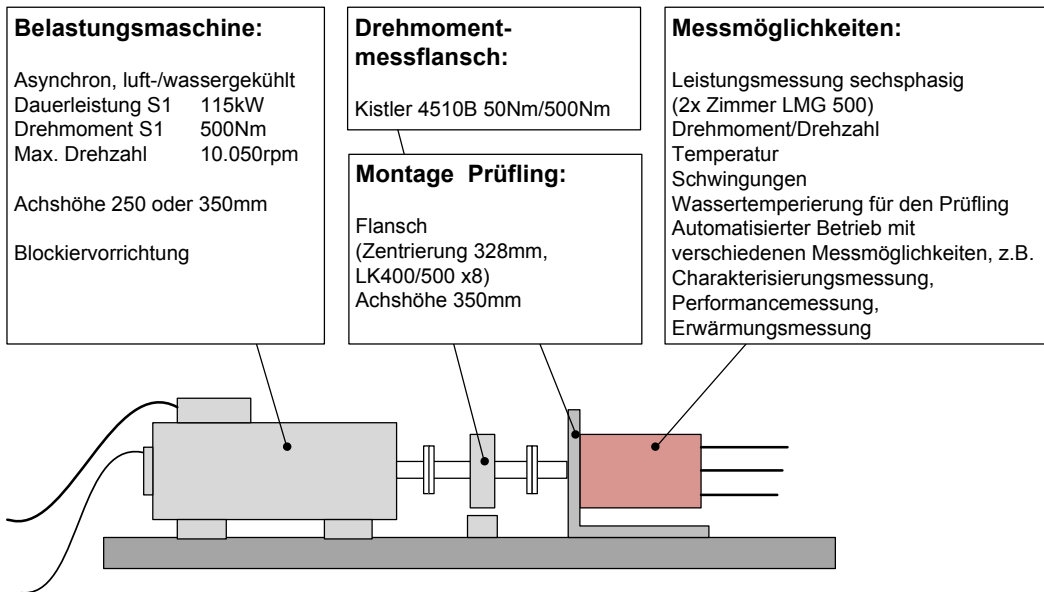 Belastungsmaschine:
Asynchron, luft-/wassergekühlt
Dauerleistung S1 115kW
Drehmoment S1 500Nm
Max. Drehzahl 10.050rpm
Achshöhe 250 oder 350mm
Blockiervorrichtung
Drehmoment-
messflansch:
Kistler 4510B 50Nm/500Nm
Montage Prüfling:
Flansch
(Zentrierung 328mm,
LK400/500 x8)
Achshöhe 350mm
Messmöglichkeiten:
Leistungsmessung sechsphasig
(2x Zimmer LMG 500)
Drehmoment/Drehzahl
Temperatur
Schwingungen
Wassertemperierung für den Prüfling
Automatisierter Betrieb mit
verschiedenen Messmöglichkeiten, z.B.
Charakterisierungsmessung,
Performancemessung,
Erwärmungsmessung